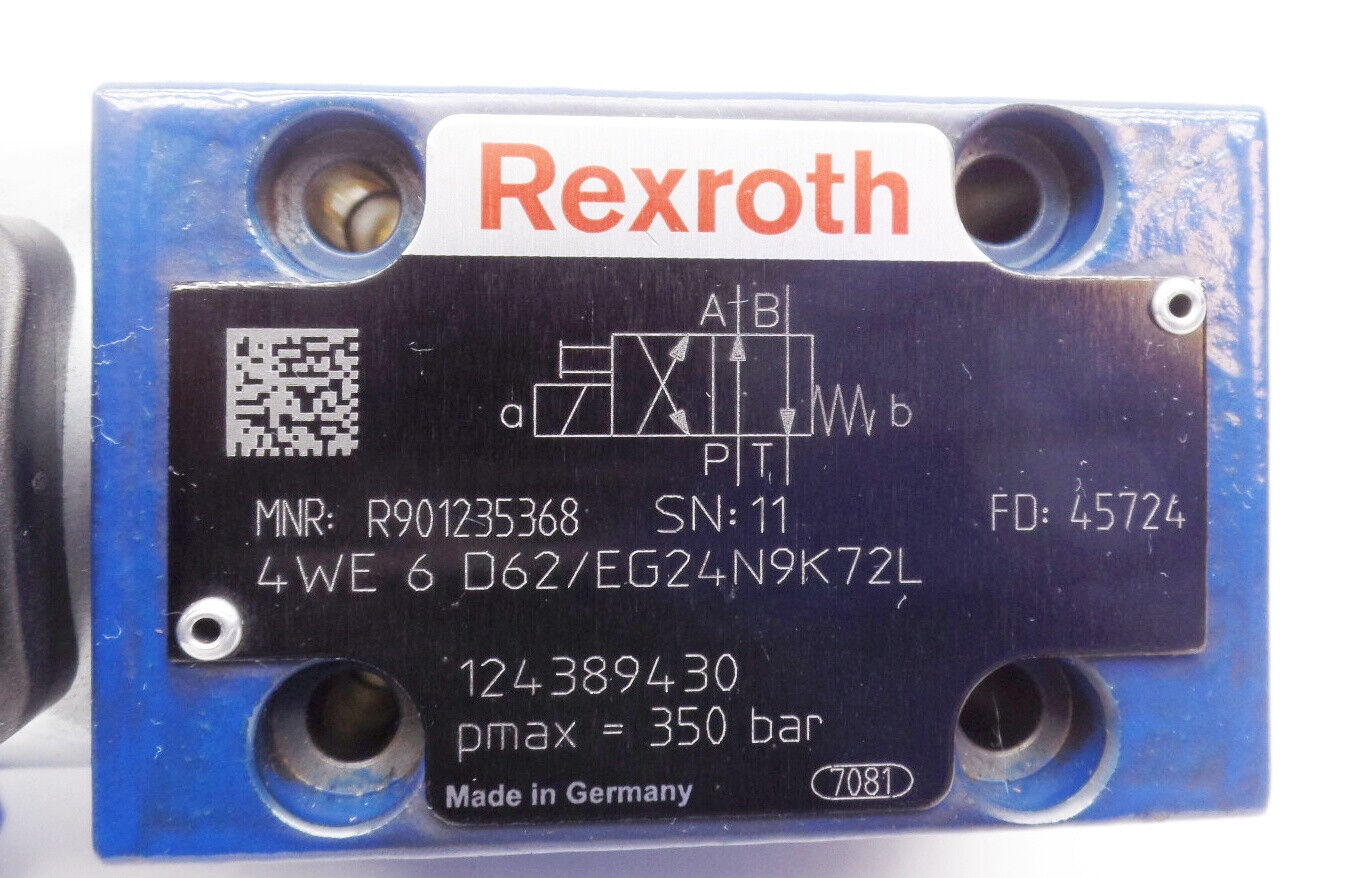 Rexroth
A B
a b
P T
MNR: R901235368 SN: 11 FD: 45724
4WE 6 D62/EG24N9K72L
124389430
pmax = 350 bar
Made in Germany 7081